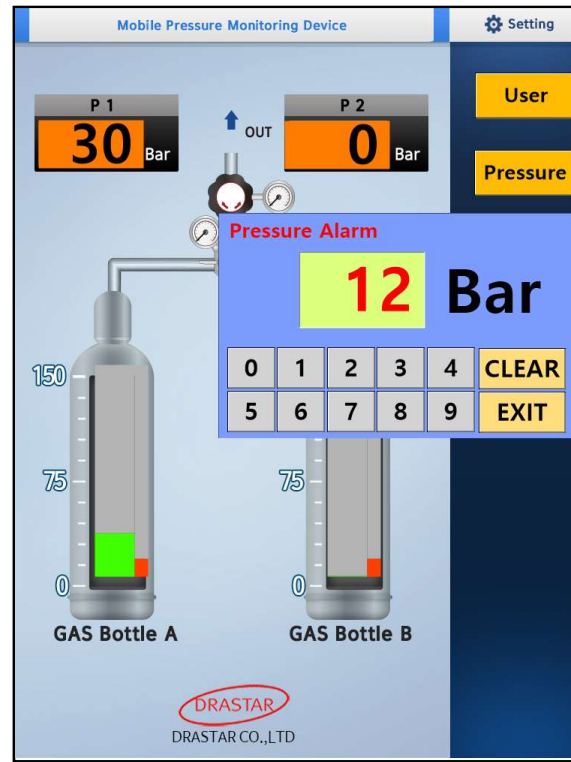 Mobile Pressure Monitoring Device
Setting
P 1
30 Bar
OUT
P 2
0 Bar
User
Pressure
Pressure Alarm
12 Bar
0 1 2 3 4 CLEAR
5 6 7 8 9 EXIT
150
75
0
75
0
GAS Bottle A
GAS Bottle B
DRASTAR
DRASTAR CO.,LTD